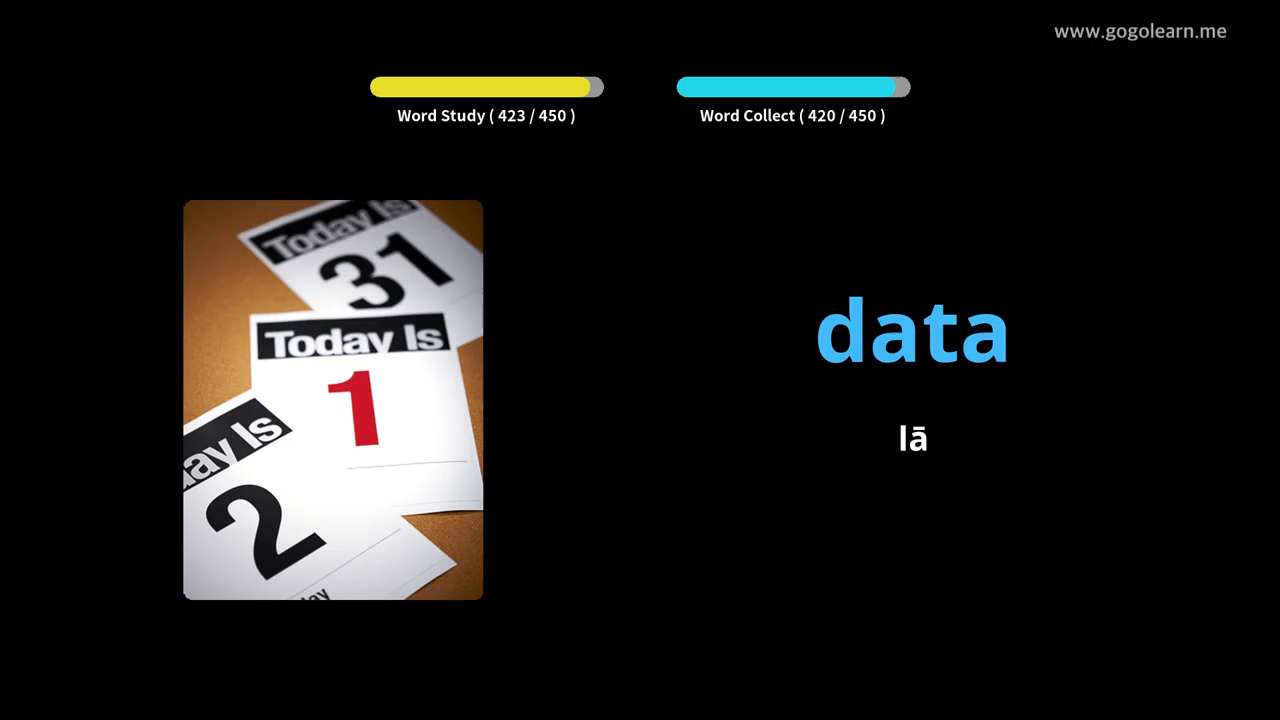 www.gogolearn.me
Word Study ( 423 / 450 )
Word Collect ( 420 / 450 )
Today Is
31
Today Is
1
day Is
2
data
lā